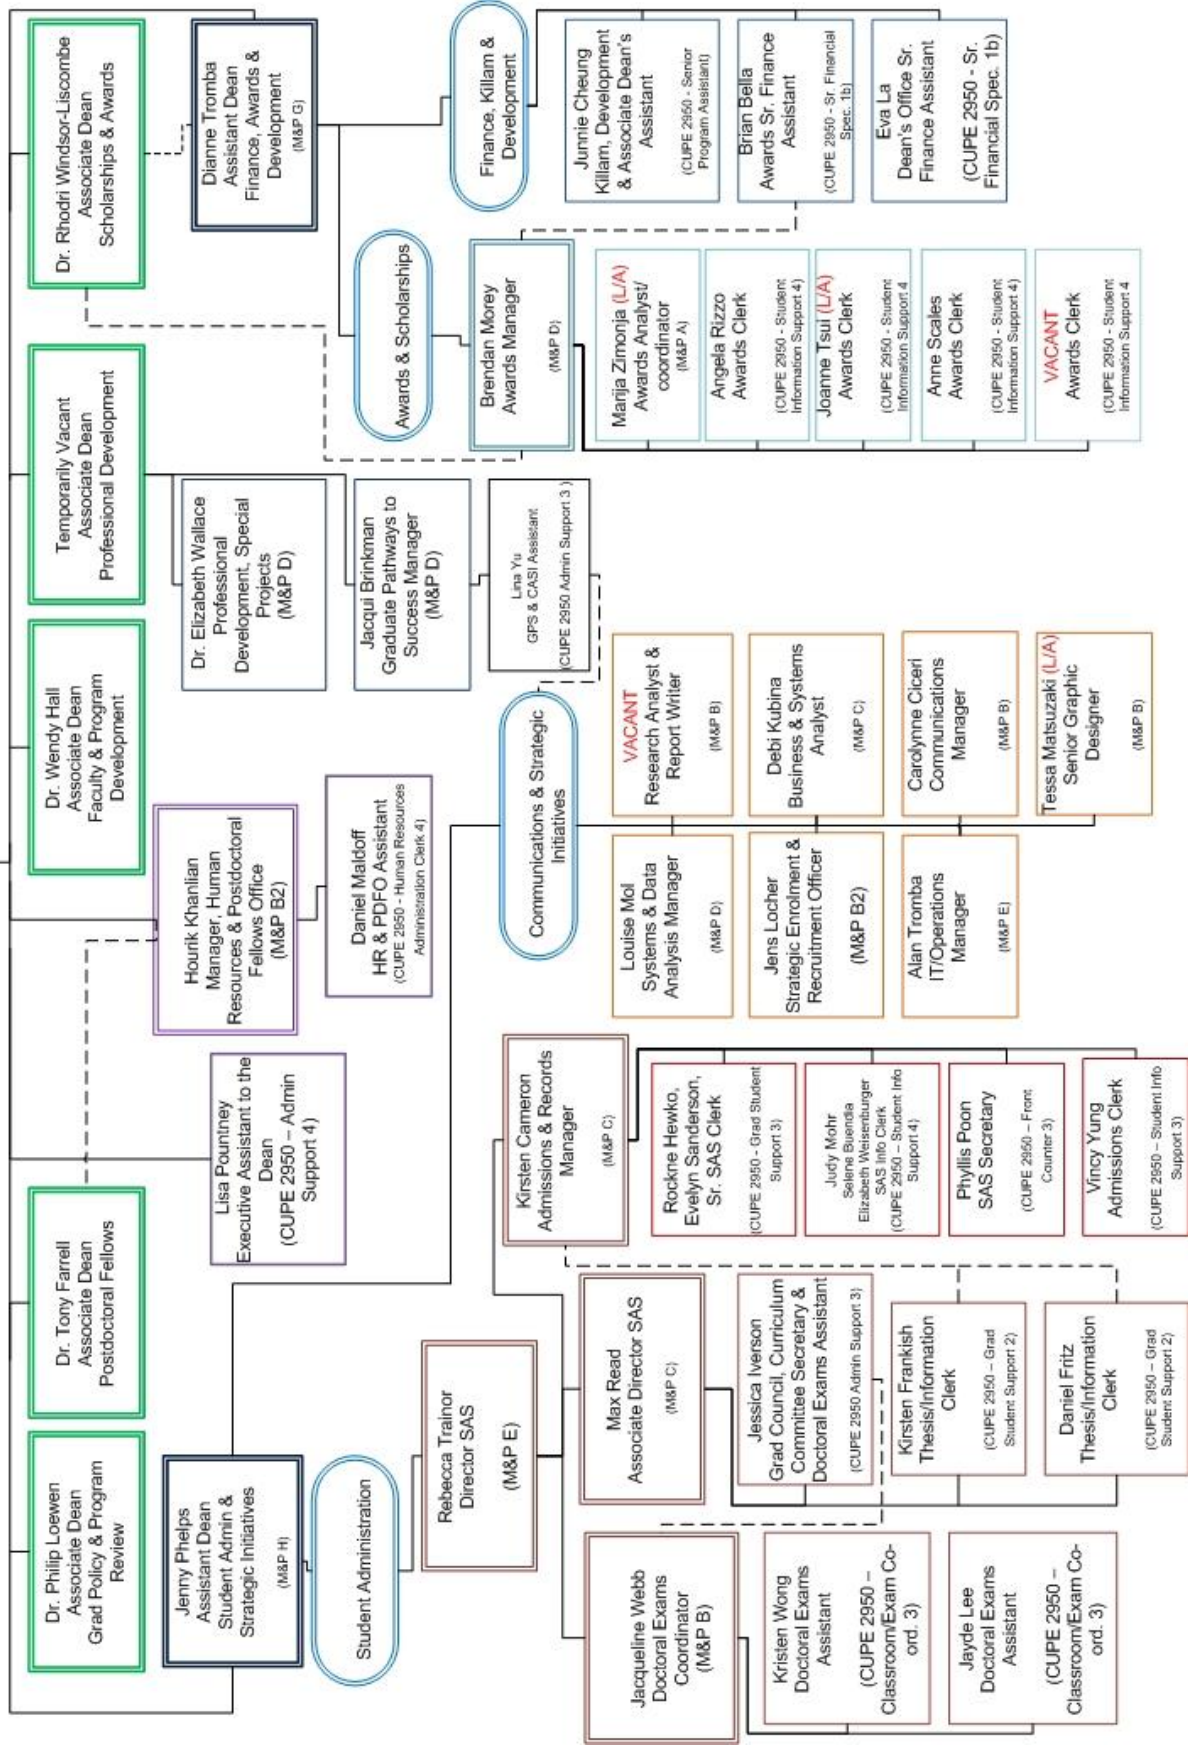 Dr. Philip Loewen
Associate Dean
Grad Policy & Program
Review
Dr. Tony Farrell
Associate Dean
Postdoctoral Fellows
Dr. Wendy Hall
Associate Dean
Faculty & Program
Development
Temporarily Vacant
Associate Dean
Professional Development
Dr. Rhodri Windsor-Liscombe
Associate Dean
Scholarships & Awards
Jenny Phelps
Assistant Dean
Student Admin &
Strategic Initiatives
(M&P H)
Lisa Pountney
Executive Assistant to the
Dean
(CUPE 2950 – Admin
Support 4)
Hourik Khanlian
Manager, Human
Resources & Postdoctoral
Fellows Office
(M&P B2)
Daniel Maldoff
HR & PDFO Assistant
(CUPE 2950 - Human Resources
Administration Clerk 4)
Dr. Elizabeth Wallace
Professional
Development, Special
Projects
(M&P D)
Jacqui Brinkman
Graduate Pathways to
Success Manager
(M&P D)
Lina Yu
GPS & CASI Assistant
(CUPE 2950 Admin Support 3 )
Dianne Tromba
Assistant Dean
Finance, Awards &
Development
(M&P G)
Student Administration
Rebecca Trainor
Director SAS
(M&P E)
Communications & Strategic
Initiatives
Awards & Scholarships
Finance, Killam &
Development
Jacqueline Webb
Doctoral Exams
Coordinator
(M&P B)
Kristen Wong
Doctoral Exams
Assistant
(CUPE 2950 –
Classroom/Exam Co-
ord. 3)
Jayde Lee
Doctoral Exams
Assistant
(CUPE 2950 –
Classroom/Exam Co-
ord. 3)
Max Read
Associate Director SAS
(M&P C)
Jessica Iverson
Grad Council, Curriculum
Committee Secretary &
Doctoral Exams Assistant
(CUPE 2950 Admin Support 3)
Kirsten Frankish
Thesis/Information
Clerk
(CUPE 2950 – Grad
Student Support 2)
Daniel Fritz
Thesis/Information
Clerk
(CUPE 2950 – Grad
Student Support 2)
Kirsten Cameron
Admissions & Records
Manager
(M&P C)
Rockne Hewko,
Evelyn Sanderson,
Sr. SAS Clerk
(CUPE 2950 - Grad Student
Support 3)
Judy Mohr
Selene Buendia
Elizabeth Weisenburger
SAS Info Clerk
(CUPE 2950 – Student Info
Support 4)
Phyllis Poon
SAS Secretary
(CUPE 2950 – Front
Counter 3)
Vincy Yung
Admissions Clerk
(CUPE 2950 – Student Info
Support 3)
Louise Mol
Systems & Data
Analysis Manager
(M&P D)
Jens Locher
Strategic Enrolment &
Recruitment Officer
(M&P B2)
Alan Tromba
IT/Operations
Manager
(M&P E)
VACANT
Research Analyst &
Report Writer
(M&P B)
Debi Kubina
Business & Systems
Analyst
(M&P C)
Carolynne Ciceri
Communications
Manager
(M&P B)
Tessa Matsuzaki (L/A)
Senior Graphic
Designer
(M&P B)
Brendan Morey
Awards Manager
(M&P D)
Marija Zimonja (L/A)
Awards Analyst/
coordinator
(M&P A)
Angela Rizzo
Awards Clerk
(CUPE 2950 - Student
Information Support 4)
Joanne Tsui (L/A)
Awards Clerk
(CUPE 2950 - Student
Information Support 4
Anne Scales
Awards Clerk
(CUPE 2950 - Student
Information Support 4)
VACANT
Awards Clerk
(CUPE 2950 - Student
Information Support 4
Junnie Cheung
Killam, Development
& Associate Dean's
Assistant
(CUPE 2950 - Senior
Program Assistant)
Brian Bella
Awards Sr. Finance
Assistant
(CUPE 2950 - Sr. Financial
Spec. 1b)
Eva La
Dean's Office Sr.
Finance Assistant
(CUPE 2950 - Sr.
Financial Spec. 1b)